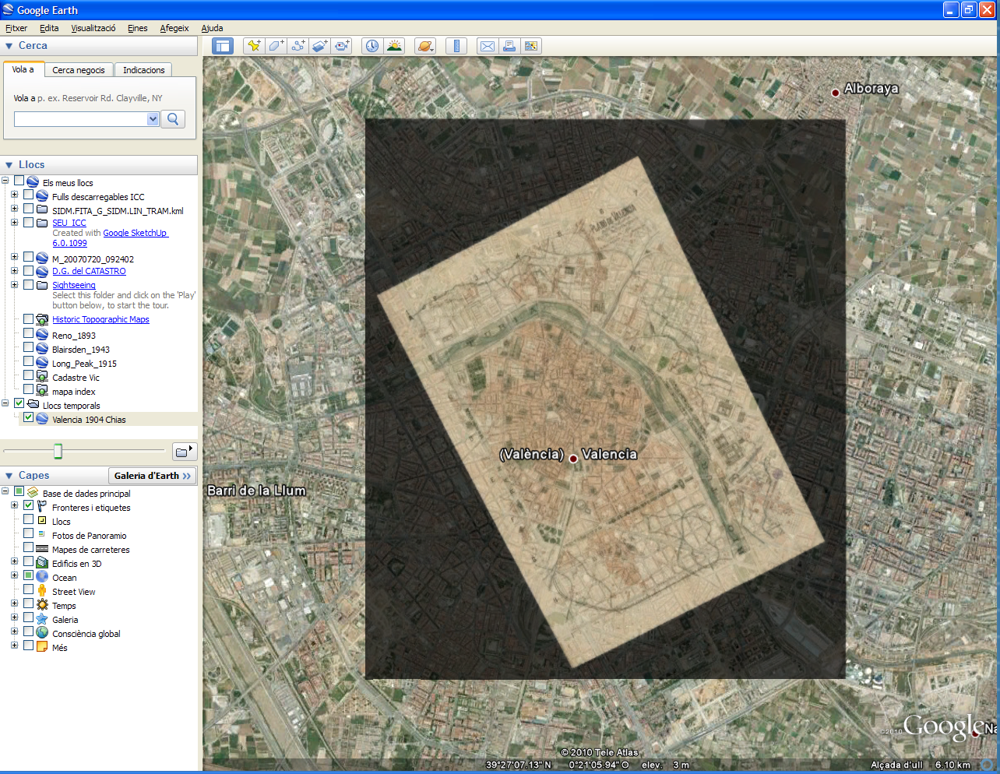 Google Earth
Fitxer Edita Visualització Eines Afegeix Ajuda
Cerca
Vola a Cerca negocis Indicacions
Vola a p. ex. Reservoir Rd. Clayville, NY
Llocs
Els meus llocs
Fulls descarregables ICC
SIDM.FITA_G_SIDM.LIN_TRAM.kml
SEU_ICC
Created with Google SketchUp
6.0.1099
M_20070720_092402
D.G. del CATASTRO
Sightseeing
Select this folder and click on the 'Play'
button below, to start the tour.
Historic Topographic Maps
Reno_1893
Blairsden_1943
Long_Peak_1915
Cadastre Vic
mapa index
Llocs temporals
Valencia 1904 Chias
Capes
Galeria d'Earth »
Base de dades principal
Fronteres i etiquetes
Llocs
Fotos de Panoramio
Mapes de carreteres
Edificis en 3D
Ocean
Street View
Temps
Galeria
Consciència global
Més
Alboraya
PLANO DE VALENCIA
(València) Valencia
Barri de la Llum
©2010 Google
Na
© 2010 Tele Atlas
39°27'07.13" N 0°21'05.94" O elev. 3 m
Alçada d'ull 6.10 km